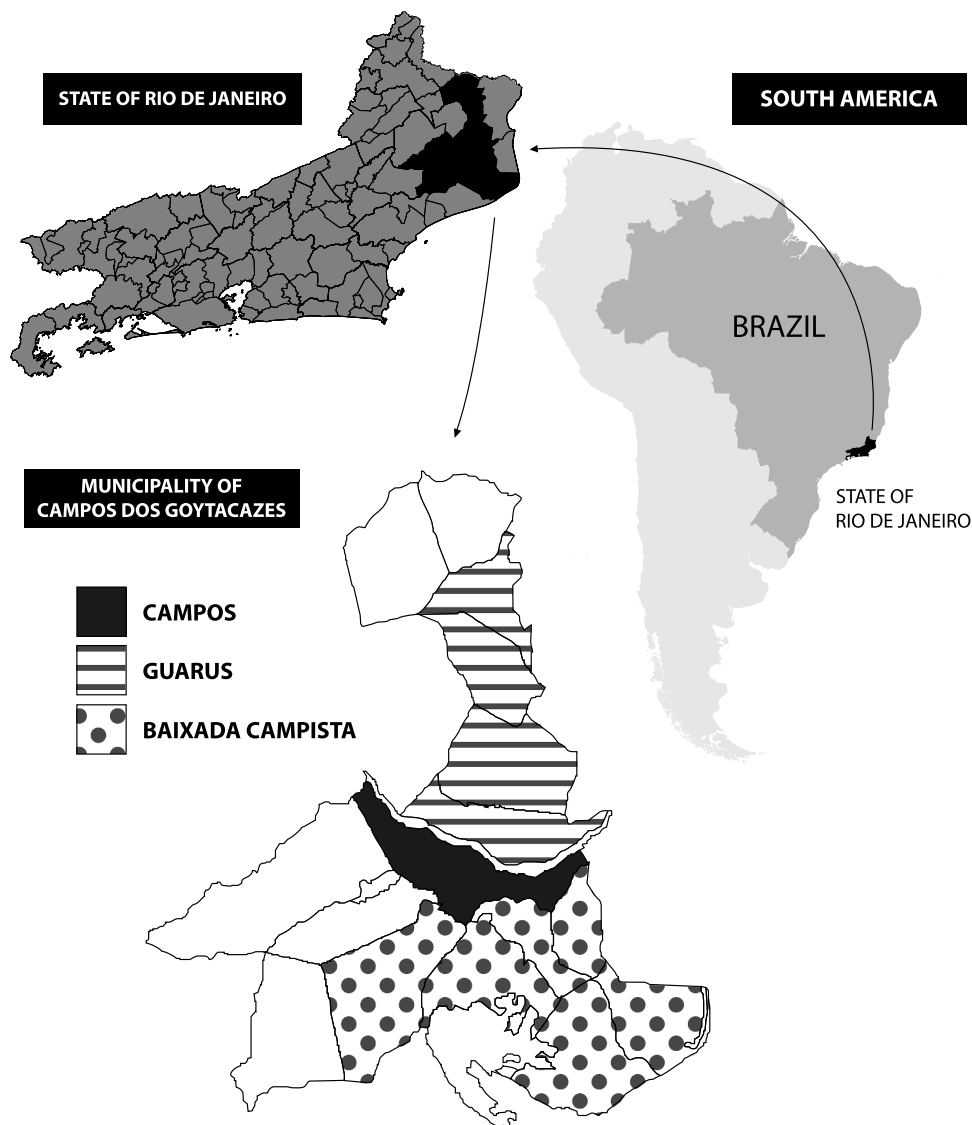 STATE OF RIO DE JANEIRO
SOUTH AMERICA
BRAZIL
STATE OF
RIO DE JANEIRO
MUNICIPALITY OF
CAMPOS DOS GOYTACAZES
CAMPOS
GUARUS
BAIXADA CAMPISTA